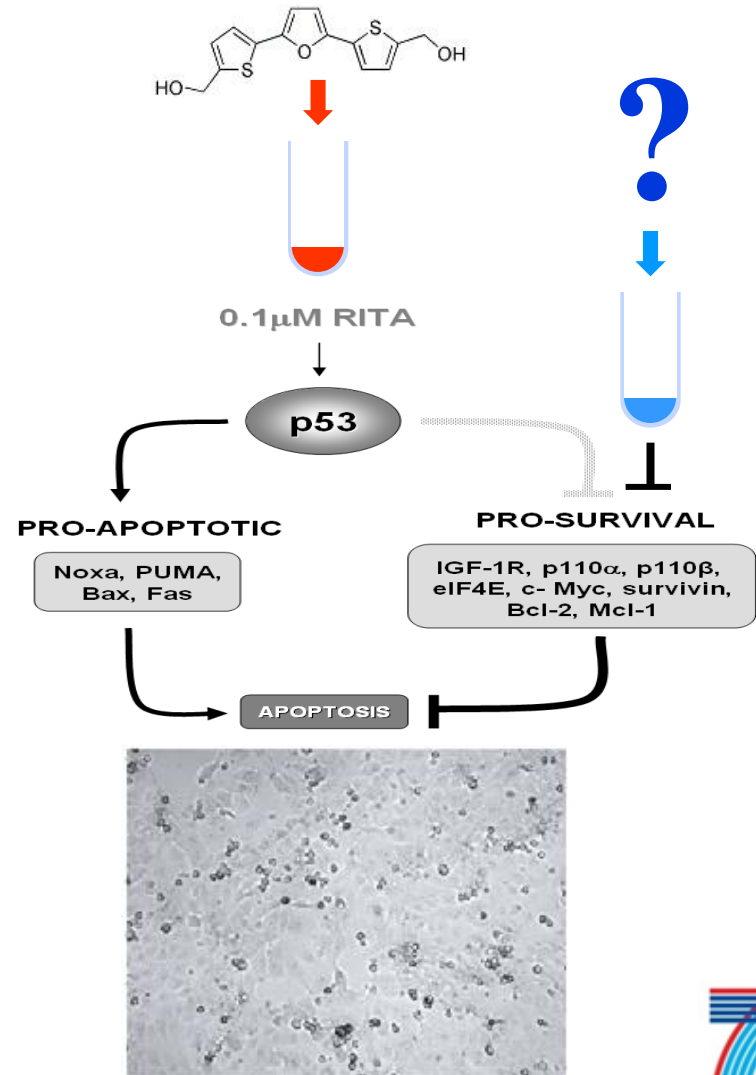 S
O
S
OH
HO
?
0.1μM RITA
p53
PRO-APOPTOTIC
PRO-SURVIVAL
Noxa, PUMA,
Bax, Fas
IGF-1R, p110α, p110β,
eIF4E, c- Myc, survivin,
Bcl-2, Mcl-1
APOPTOSIS